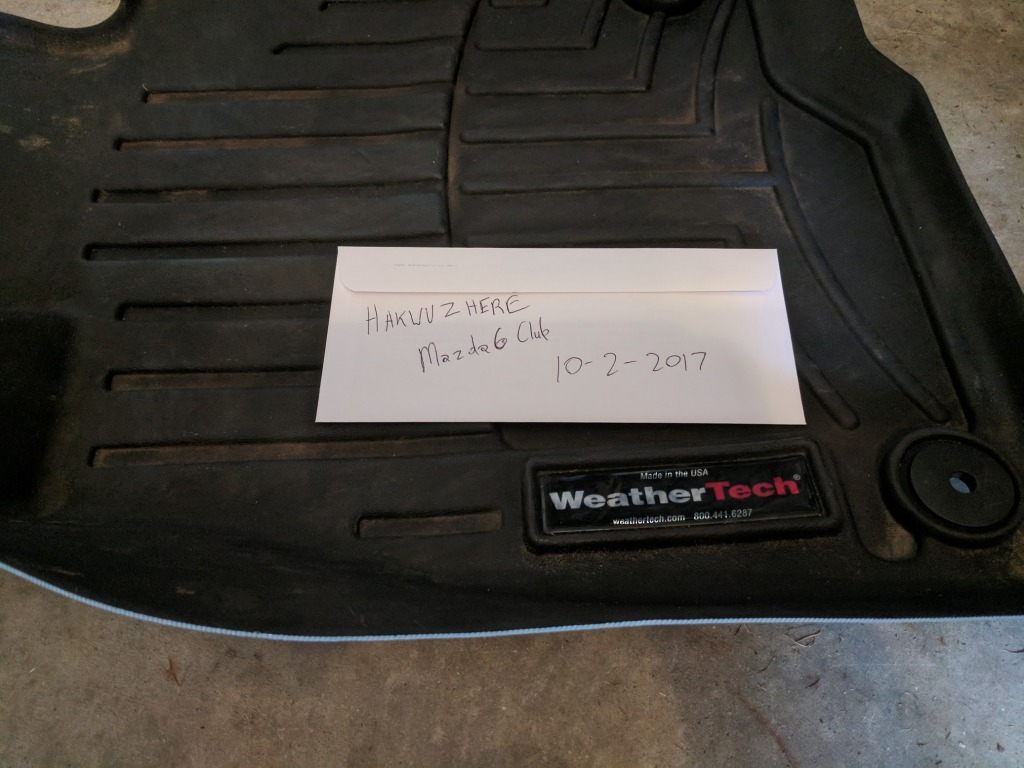 HAKWUZHERE
Mazda6 Club
10-2-2017
Made in the USA
WeatherTech®
weathertech.com 800.441.6287